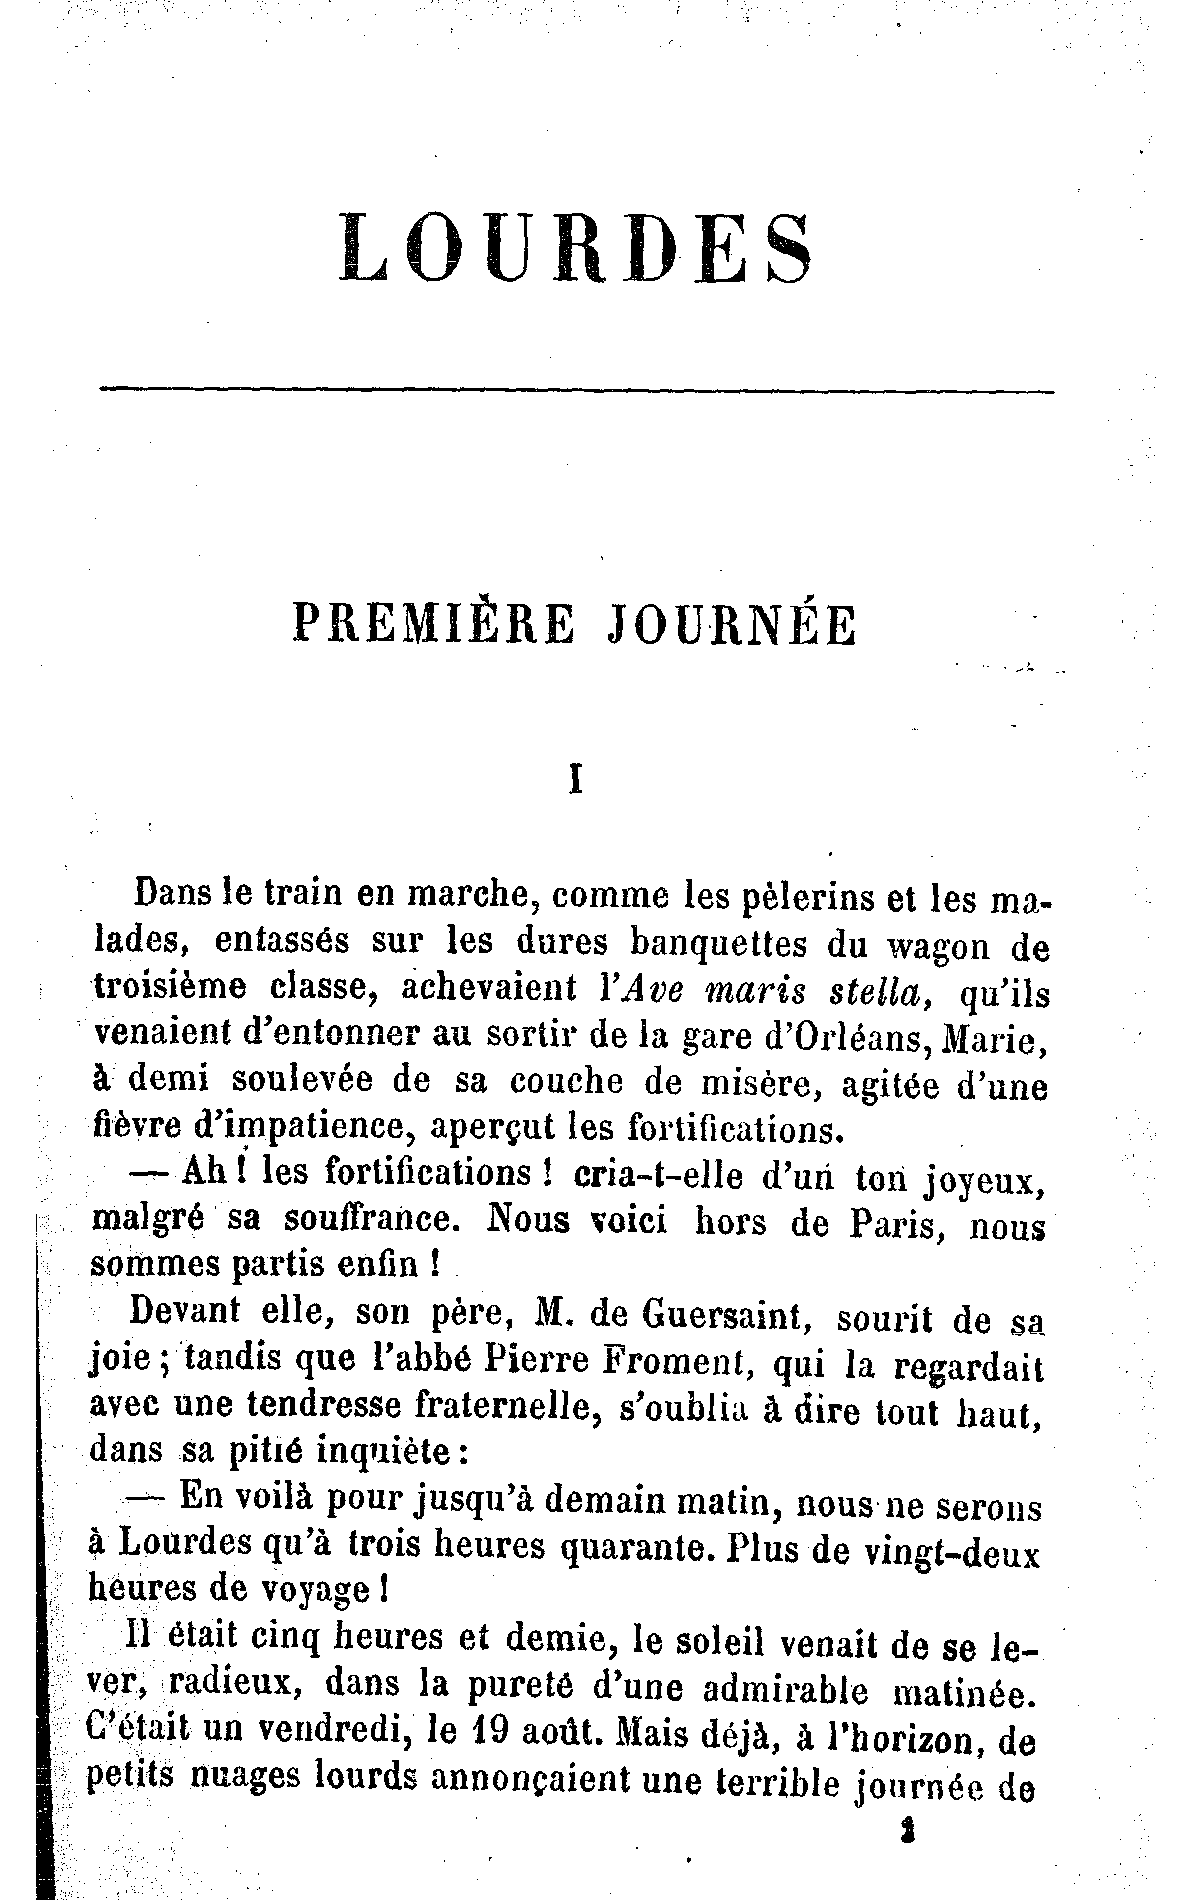 LOURDES
PREMIÈRE JOURNÉE
I
Dans le train en marche, comme les pèlerins et les ma-
lades, entassés sur les dures banquettes du wagon de
troisième classe, achevaient l'Ave maris stella, qu'ils
venaient d'entonner au sortir de la gare d'Orléans, Marie,
à demi soulevée de sa couche de misère, agitée d'une
fièvre d'impatience, aperçut les fortifications.
— Ah ! les fortifications ! cria-t-elle d'un ton joyeux,
malgré sa souffrance. Nous voici hors de Paris, nous
sommes partis enfin !
Devant elle, son père, M. de Guersaint, sourit de sa
joie ; tandis que l'abbé Pierre Froment, qui la regardait
avec une tendresse fraternelle, s'oublia à dire tout haut,
dans sa pitié inquiète :
— En voilà pour jusqu'à demain matin, nous ne serons
à Lourdes qu'à trois heures quarante. Plus de vingt-deux
heures de voyage !
Il était cinq heures et demie, le soleil venait de se le-
ver, radieux, dans la pureté d'une admirable matinée.
C'était un vendredi, le 19 août. Mais déjà, à l'horizon, de
petits nuages lourds annonçaient une terrible journée de
1